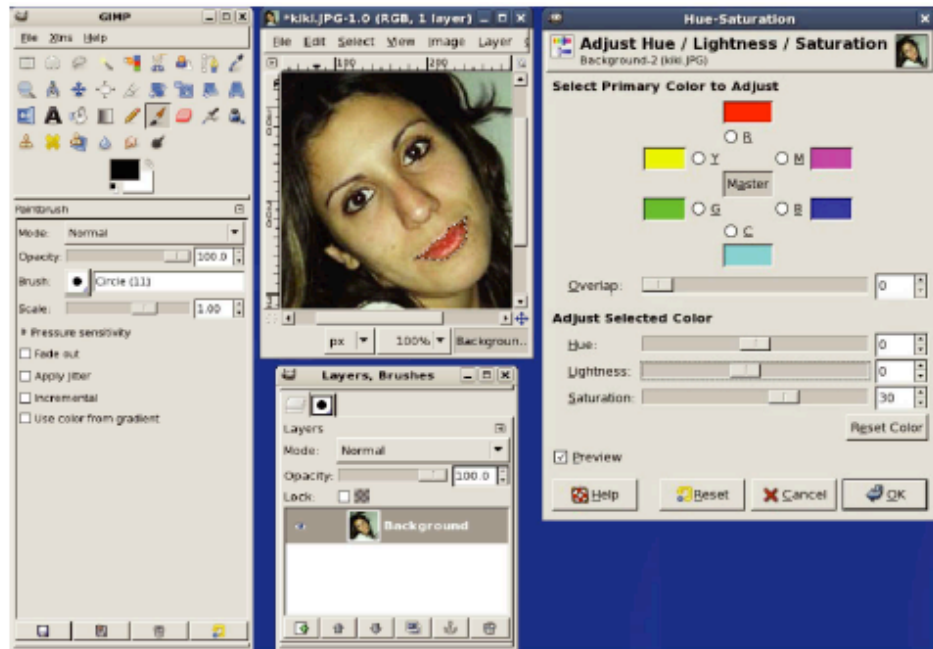 GIMP
File Xtns Help
Paintbrush
Mode: Normal
Opacity: 100.0
Brush: Circle (11)
Scale: 1.00
Pressure sensitivity
Fade out
Apply Jitter
Incremental
Use color from gradient
*kiki.JPG-1.0 (RGB, 1 layer)
File Edit Select View Image Layer
100 200
px 100% Backgroun..
Layers, Brushes
Layers
Mode: Normal
Opacity: 100.0
Lock:
Background
Hue-Saturation
Adjust Hue / Lightness / Saturation
Background-2 (kiki.JPG)
Select Primary Color to Adjust
R
Y M
Master
G B
C
Overlap: 0
Adjust Selected Color
Hue: 0
Lightness: 0
Saturation: 30
Reset Color
Preview
Help Reset Cancel OK